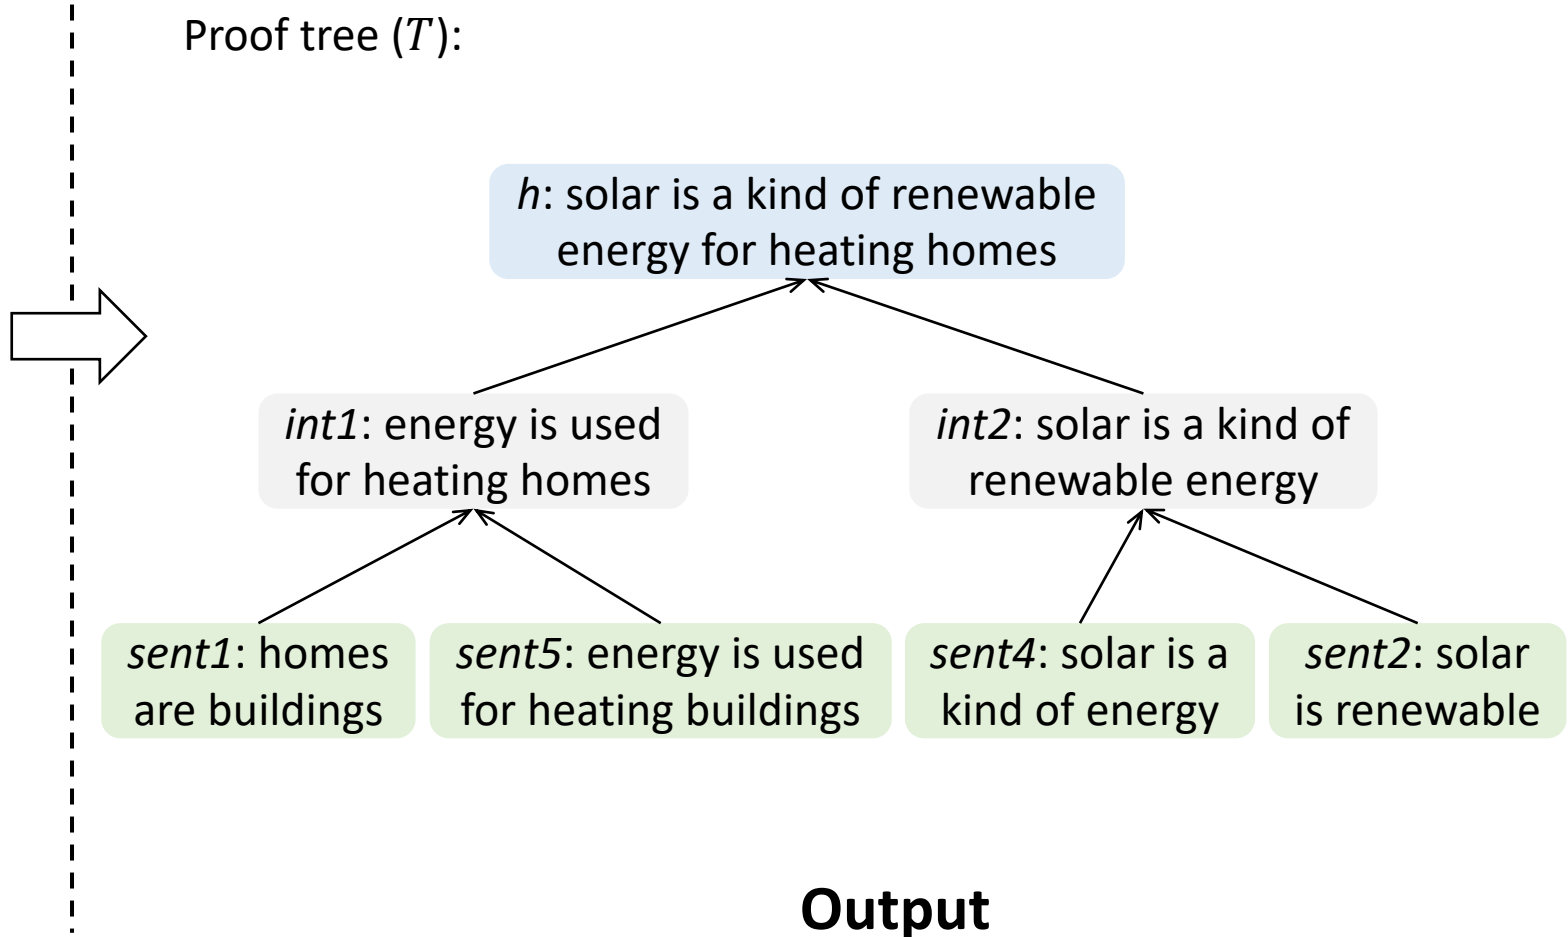 Proof tree (T):
h: solar is a kind of renewable
energy for heating homes
int1: energy is used
for heating homes
int2: solar is a kind of
renewable energy
sent1: homes
are buildings
sent5: energy is used
for heating buildings
sent4: solar is a
kind of energy
sent2: solar
is renewable
Output